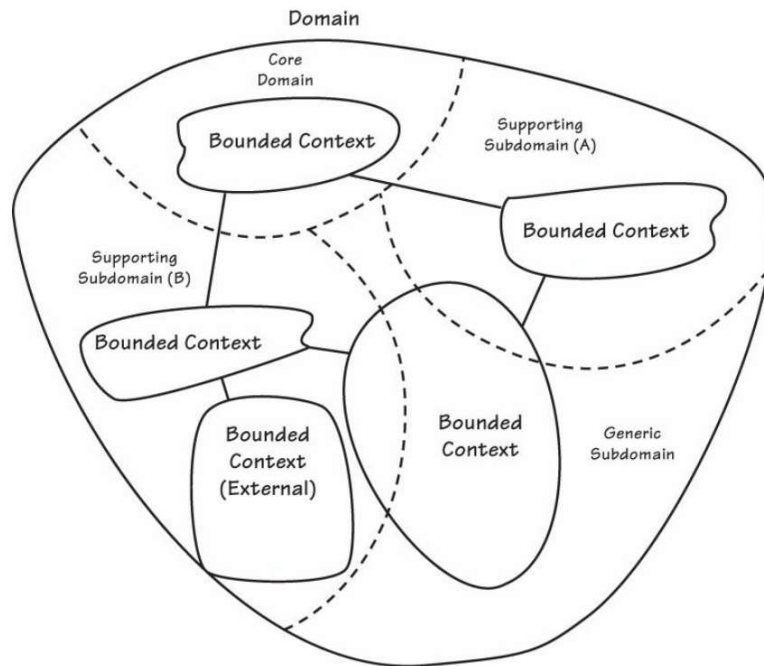 Domain
Core
Domain
Bounded Context
Supporting
Subdomain (A)
Bounded Context
Supporting
Subdomain (B)
Bounded Context
Bounded
Context
(External)
Bounded
Context
Generic
Subdomain